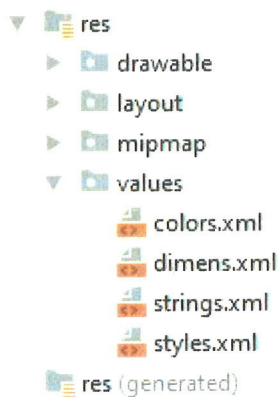 res
drawable
layout
mipmap
values
colors.xml
dimens.xml
strings.xml
styles.xml
res (generated)